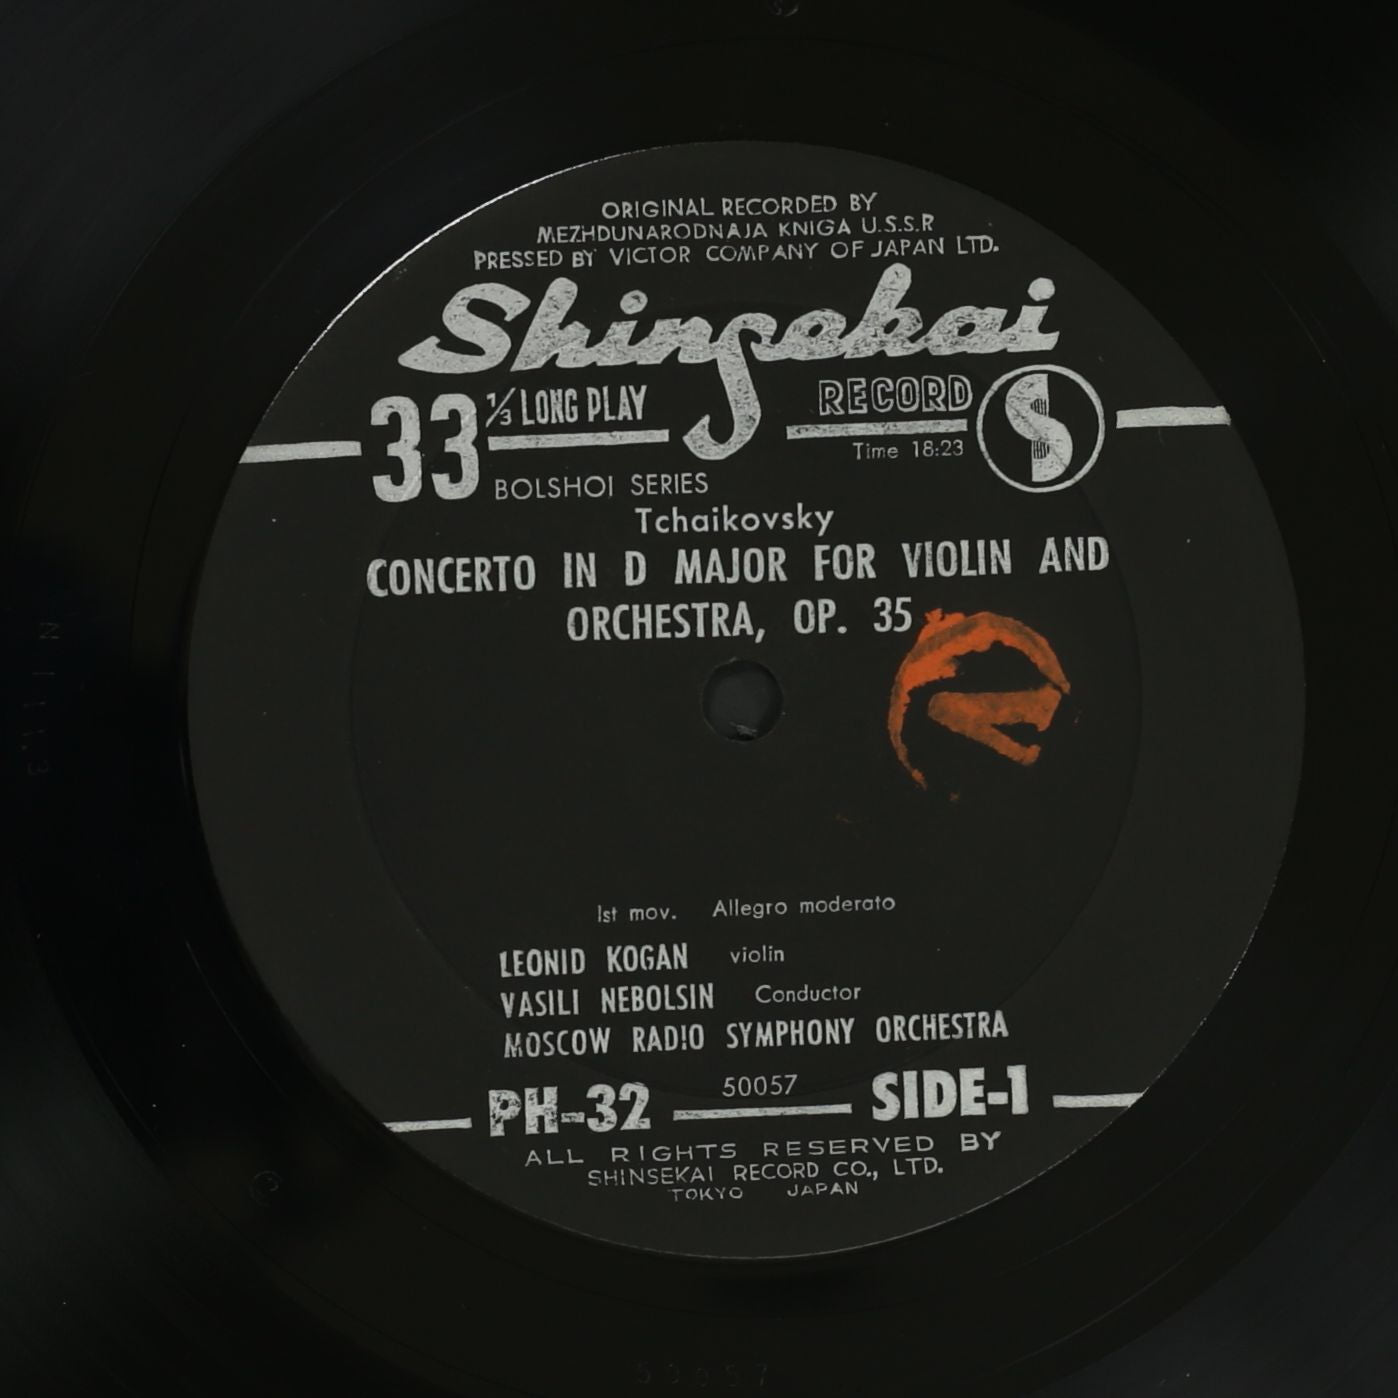 ORIGINAL RECORDED BY
MEZHDUNARODNAJA KNIGA U.S.S.R
PRESSED BY VICTOR COMPANY OF JAPAN LTD.
Shinsekai
33 1/3 LONG PLAY RECORD S
Time 18:23
BOLSHOI SERIES
Tchaikovsky
CONCERTO IN D MAJOR FOR VIOLIN AND
ORCHESTRA, OP. 35
1st mov. Allegro moderato
LEONID KOGAN violin
VASILI NEBOLSIN Conductor
MOSCOW RADIO SYMPHONY ORCHESTRA
PH-32 50057 SIDE-1
ALL RIGHTS RESERVED BY
SHINSEKAI RECORD CO., LTD.
TOKYO JAPAN
50057